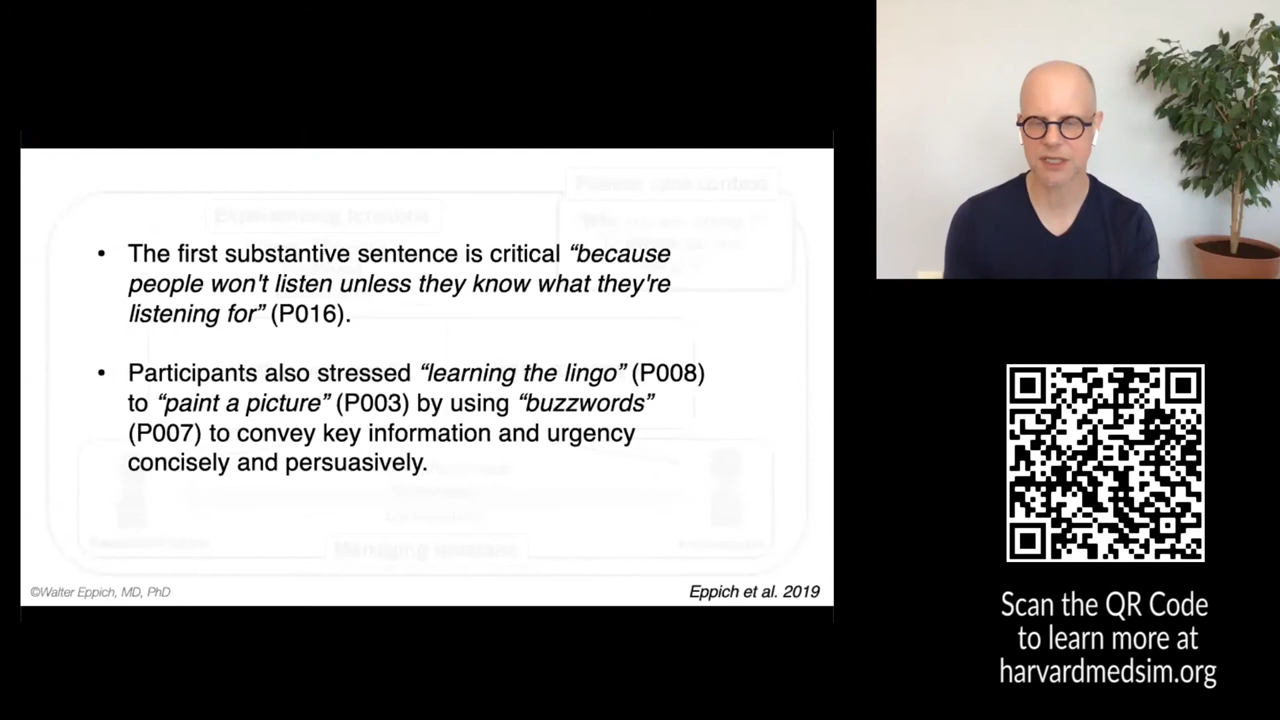 • The first substantive sentence is critical “because
people won't listen unless they know what they're
listening for” (P016).
• Participants also stressed “learning the lingo” (P008)
to “paint a picture” (P003) by using “buzzwords”
(P007) to convey key information and urgency
concisely and persuasively.
©Walter Eppich, MD, PhD
Eppich et al. 2019
Scan the QR Code
to learn more at
harvardmedsim.org